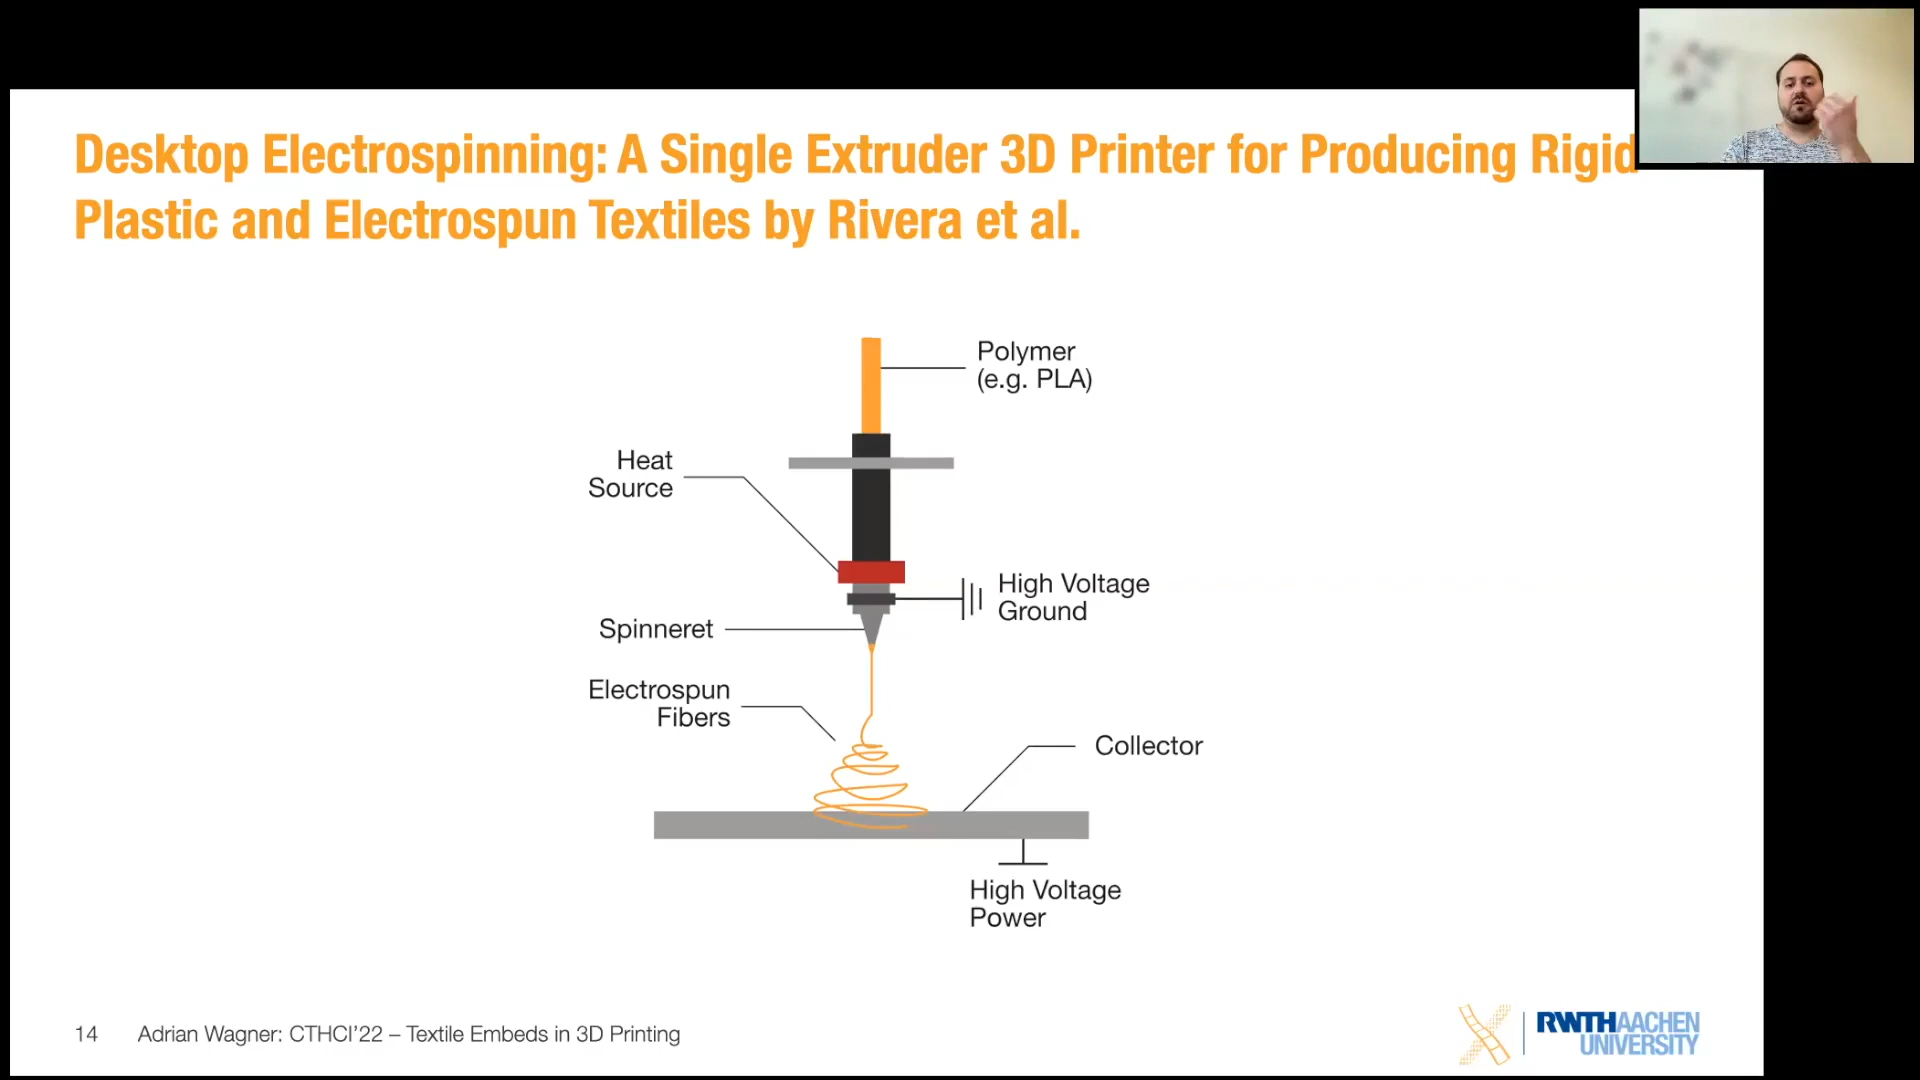 Desktop Electrospinning: A Single Extruder 3D Printer for Producing Rigid
Plastic and Electrospun Textiles by Rivera et al.
Polymer
(e.g. PLA)
Heat
Source
High Voltage
Ground
Spinneret
Electrospun
Fibers
Collector
High Voltage
Power
14 Adrian Wagner: CTHCI'22 – Textile Embeds in 3D Printing
RWTHAACHEN
UNIVERSITY